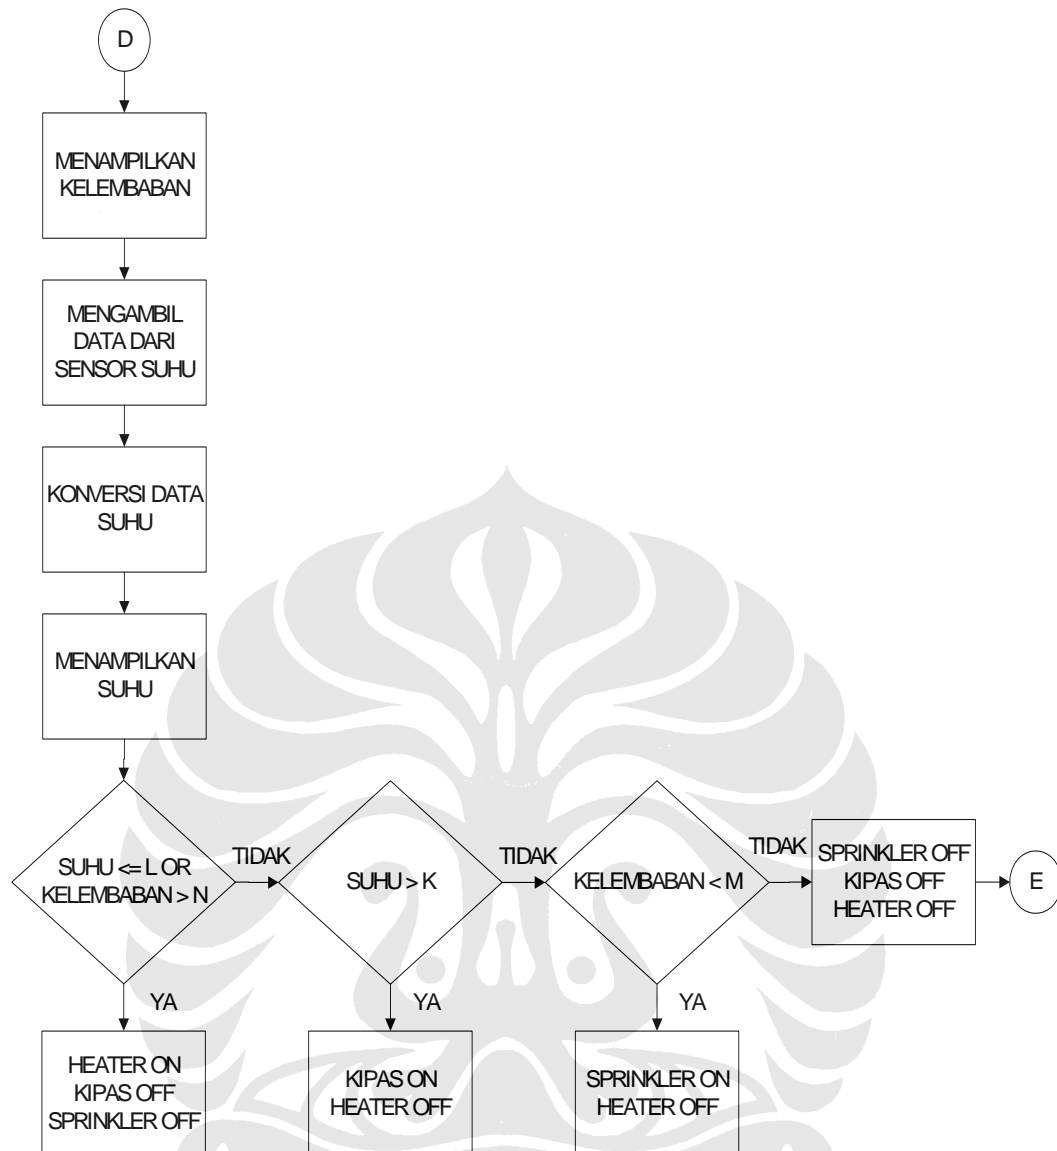 D
MENAMPILKAN
KELEMBABAN
MENGAMBIL
DATA DARI
SENSOR SUHU
KONVERSI DATA
SUHU
MENAMPILKAN
SUHU
SUHU <= L OR
KELEMBABAN > N
TIDAK
SUHU > K
TIDAK
KELEMBABAN < M
TIDAK
SPRINKLER OFF
KIPAS OFF
HEATER OFF
E
YA
YA
YA
HEATER ON
KIPAS OFF
SPRINKLER OFF
KIPAS ON
HEATER OFF
SPRINKLER ON
HEATER OFF